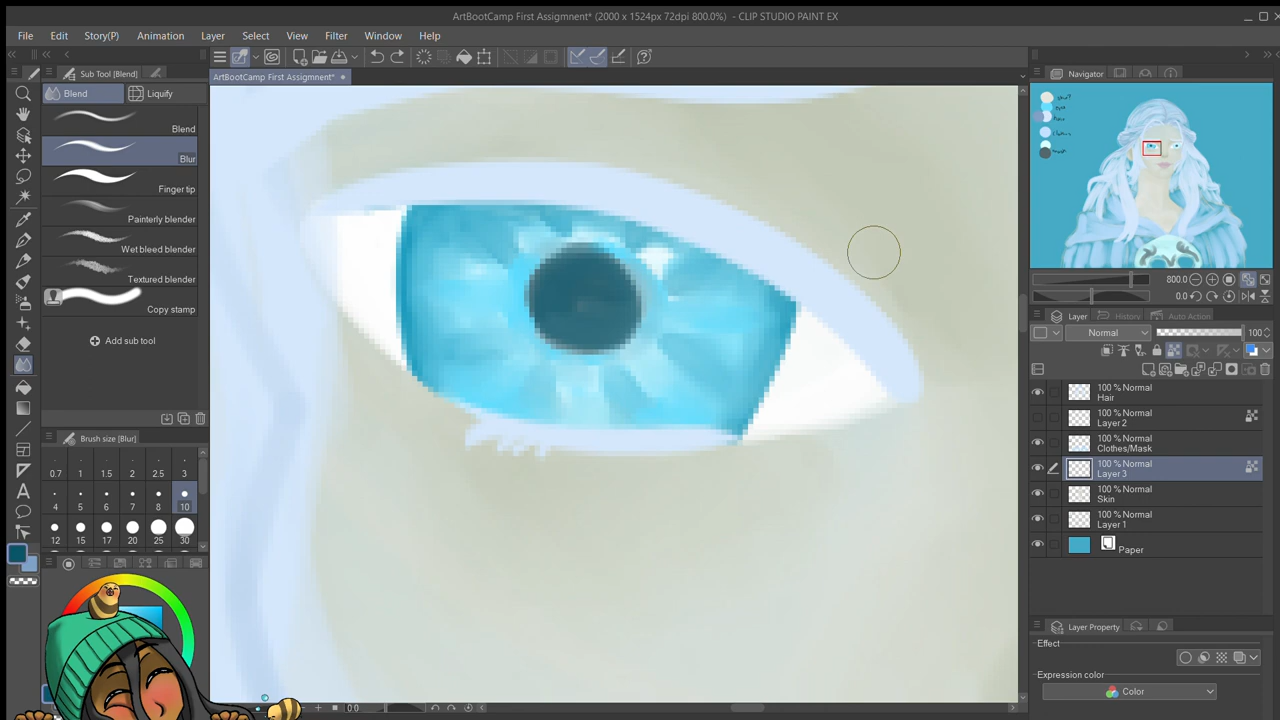 ArtBootCamp First Assignment* (2000 x 1524px 72dpi 800.0%) - CLIP STUDIO PAINT EX
File Edit Story(P) Animation Layer Select View Filter Window Help
Sub Tool [Blend]
ArtBootCamp First Assignment*
Navigator
Blend Liquify
Blend
Blur
Finger tip
Painterly blender
Wet bleed blender
Textured blender
Copy stamp
Add sub tool
Brush size [Blur]
0.7 1 1.5 2 2.5 3
4 5 6 7 8 10
12 15 17 20 25 30
800.0
0.0
Layer History Auto Action
Normal 100
100 % Normal
Hair
100 % Normal
Layer 2
100 % Normal
Clothes/Mask
100 % Normal
Layer 3
100 % Normal
Skin
100 % Normal
Layer 1
Paper
Layer Property
Effect
Expression color
Color